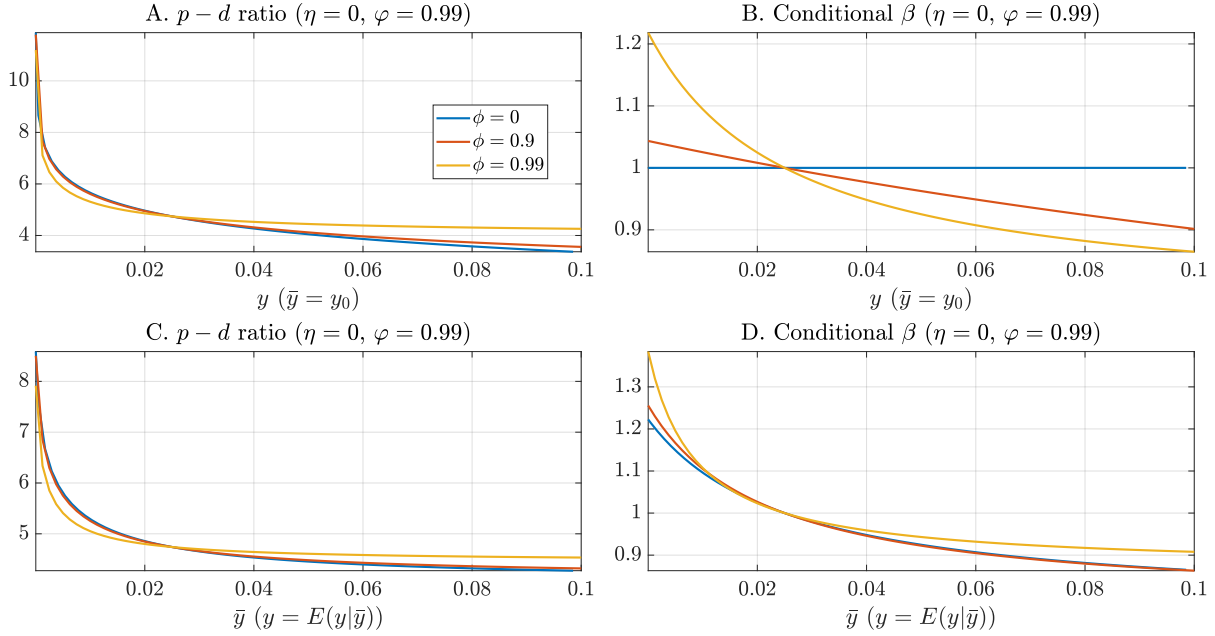 A. p − d ratio (η = 0, φ = 0.99)
10
8
6
4
ϕ = 0
ϕ = 0.9
ϕ = 0.99
0.02 0.04 0.06 0.08 0.1
y (ȳ = y₀)
B. Conditional β (η = 0, φ = 0.99)
1.2
1.1
1
0.9
0.02 0.04 0.06 0.08 0.1
y (ȳ = y₀)
C. p − d ratio (η = 0, φ = 0.99)
8
7
6
5
0.02 0.04 0.06 0.08 0.1
ȳ (y = E(y|ȳ))
D. Conditional β (η = 0, φ = 0.99)
1.3
1.2
1.1
1
0.9
0.02 0.04 0.06 0.08 0.1
ȳ (y = E(y|ȳ))